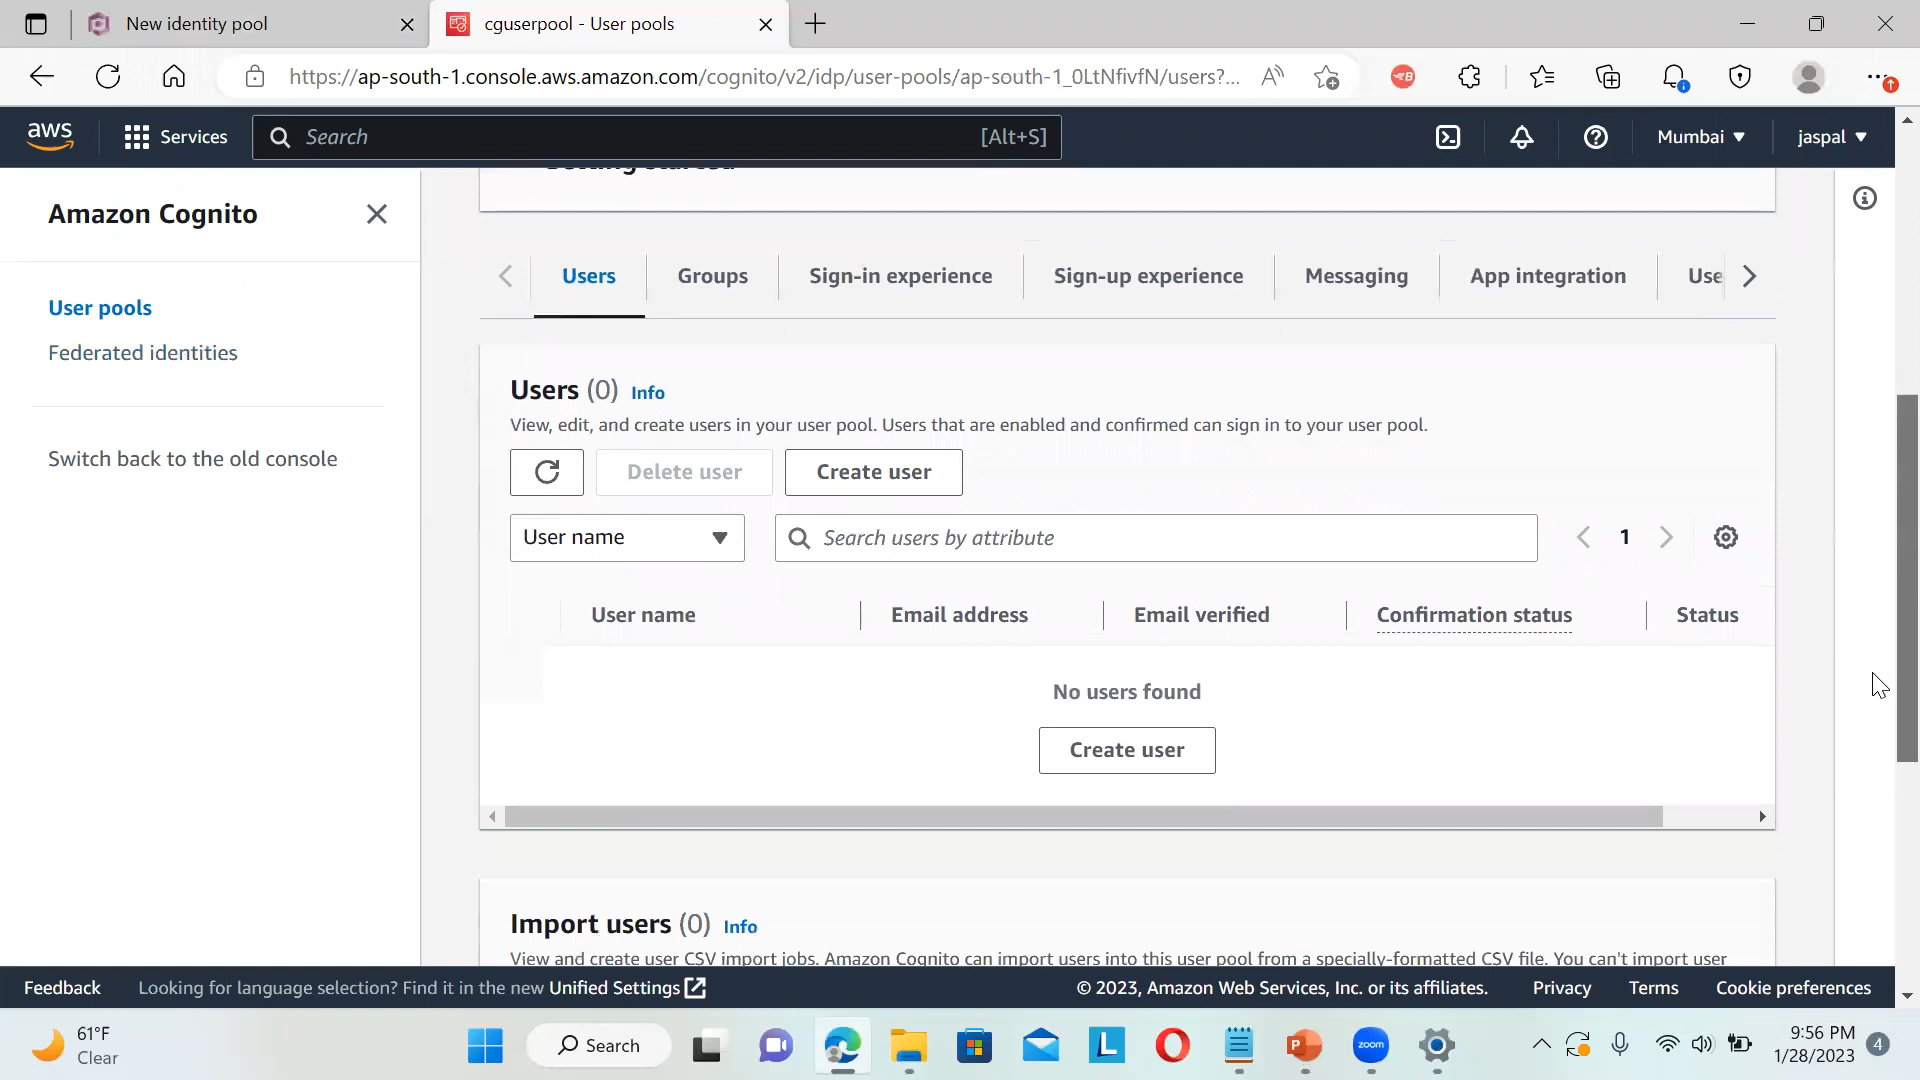 New identity pool
cguserpool - User pools
https://ap-south-1.console.aws.amazon.com/cognito/v2/idp/user-pools/ap-south-1_0LtNfivfN/users?...
aws
Services
Search
[Alt+S]
Mumbai
jaspal
Amazon Cognito
User pools
Federated identities
Switch back to the old console
Users
Groups
Sign-in experience
Sign-up experience
Messaging
App integration
Use
Users (0) Info
View, edit, and create users in your user pool. Users that are enabled and confirmed can sign in to your user pool.
Delete user
Create user
User name
Search users by attribute
1
User name
Email address
Email verified
Confirmation status
Status
No users found
Create user
Import users (0) Info
View and create user CSV import jobs. Amazon Cognito can import users into this user pool from a specially-formatted CSV file. You can't import user
Feedback
Looking for language selection? Find it in the new Unified Settings
© 2023, Amazon Web Services, Inc. or its affiliates.
Privacy
Terms
Cookie preferences
61°F
Clear
Search
L
P
zoom
9:56 PM
1/28/2023
4